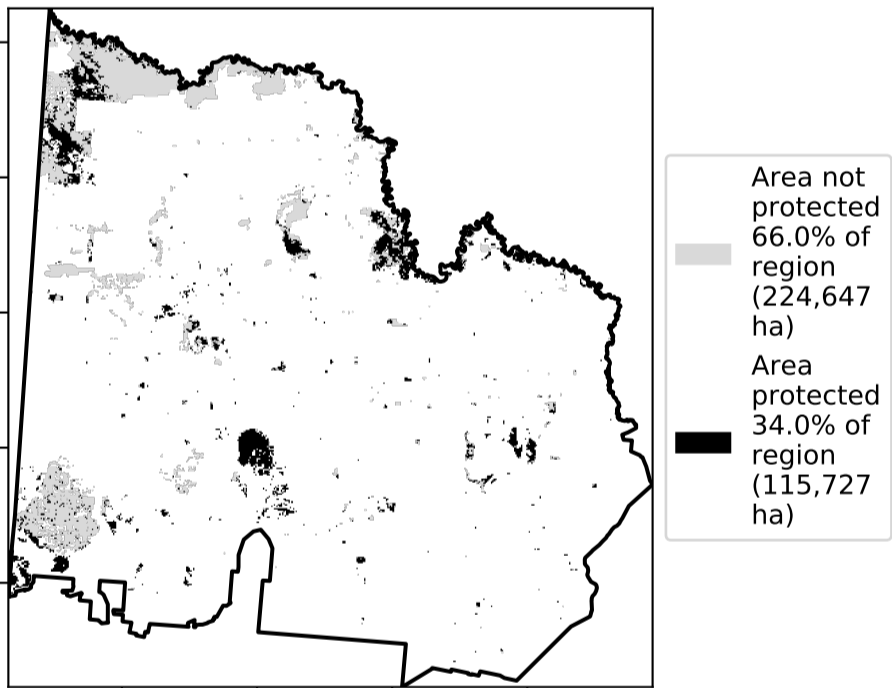 Area not
protected
66.0% of
region
(224,647
ha)
Area
protected
34.0% of
region
(115,727
ha)